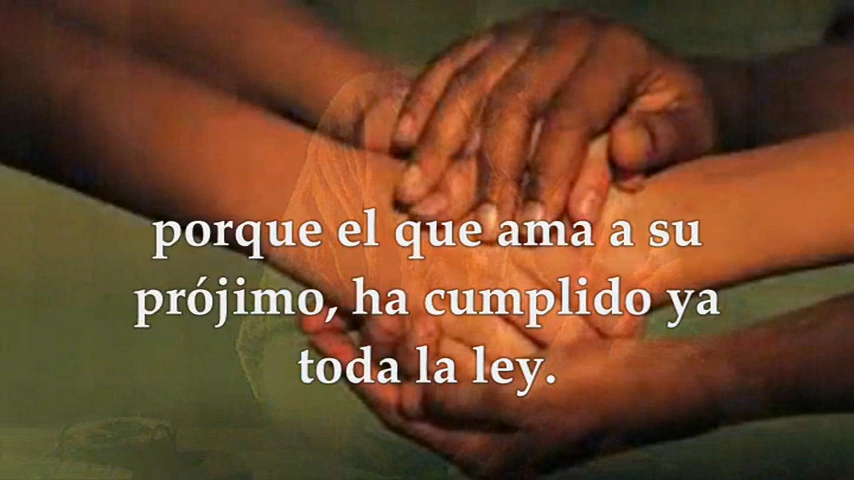 porque el que ama a su
prójimo, ha cumplido ya
toda la ley.